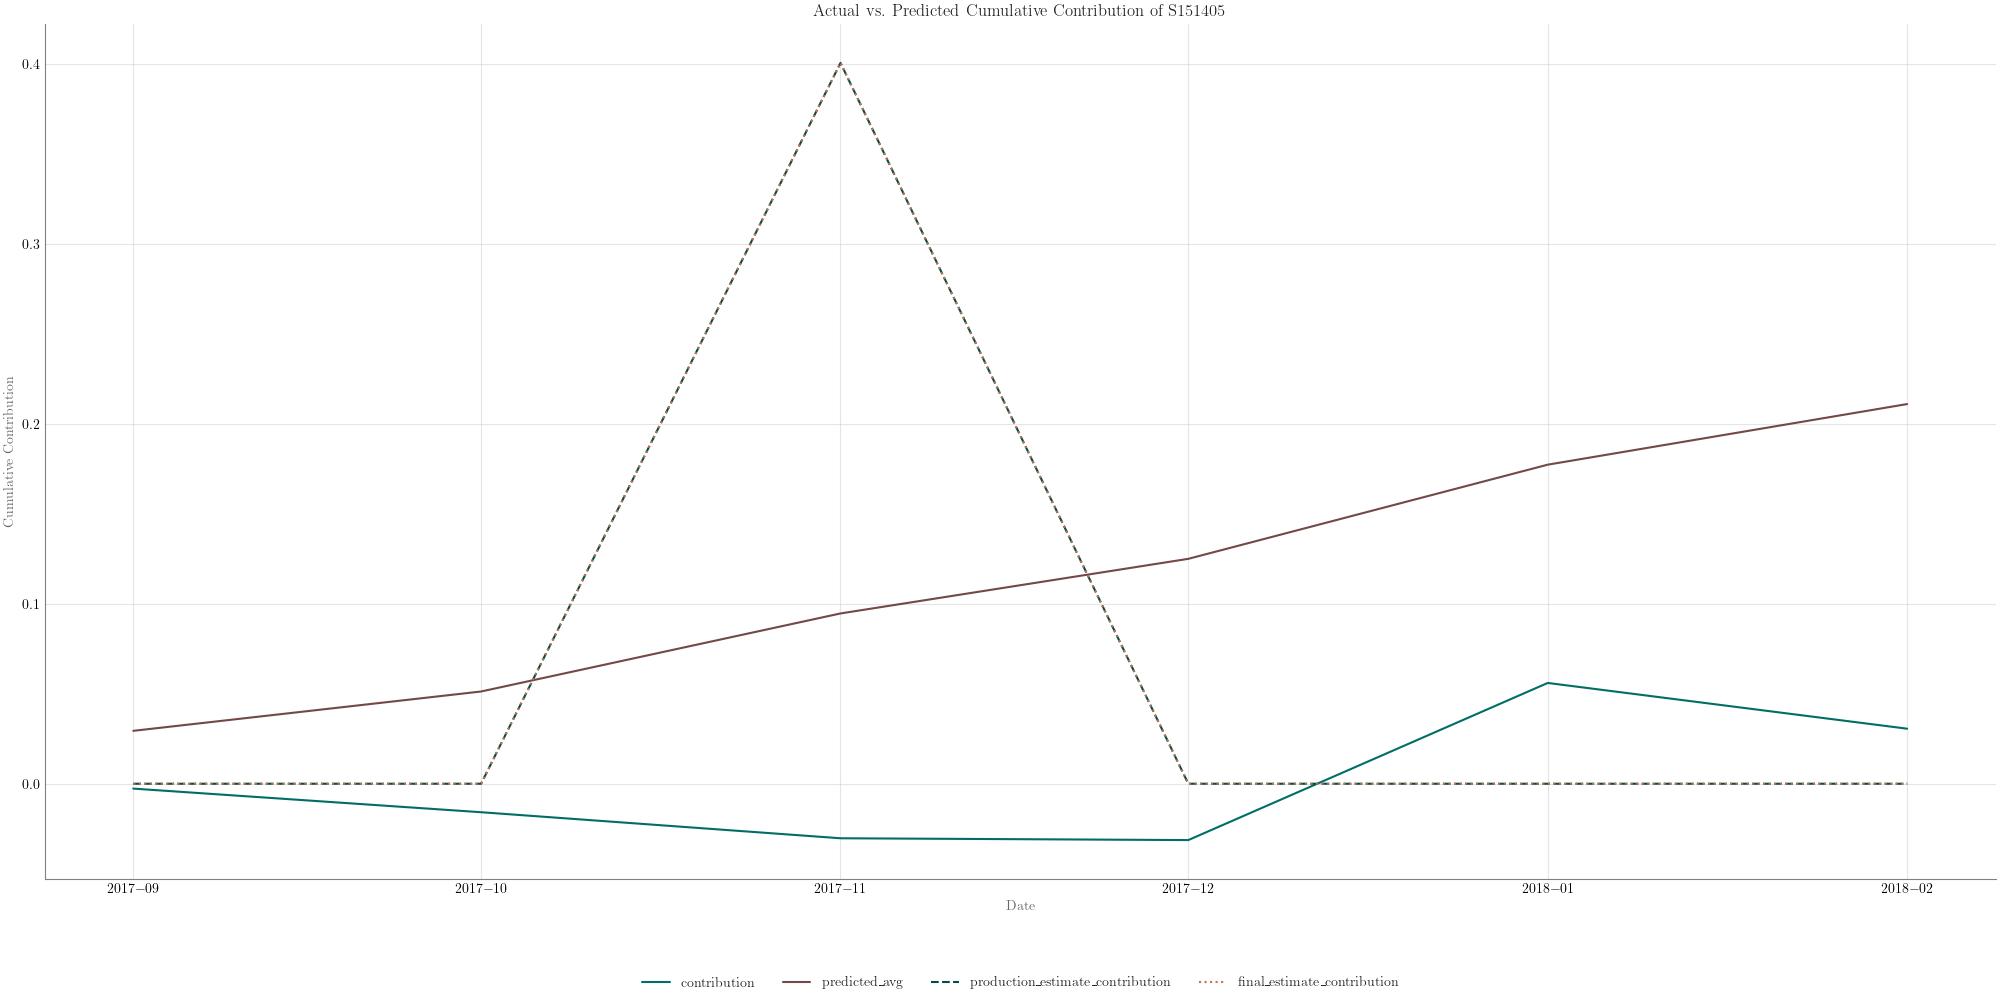 Actual vs. Predicted Cumulative Contribution of S151405
0.4
0.3
0.2
0.1
0.0
Cumulative Contribution
2017−09 2017−10 2017−11 2017−12 2018−01 2018−02
Date
contribution predicted_avg production_estimate_contribution final_estimate_contribution